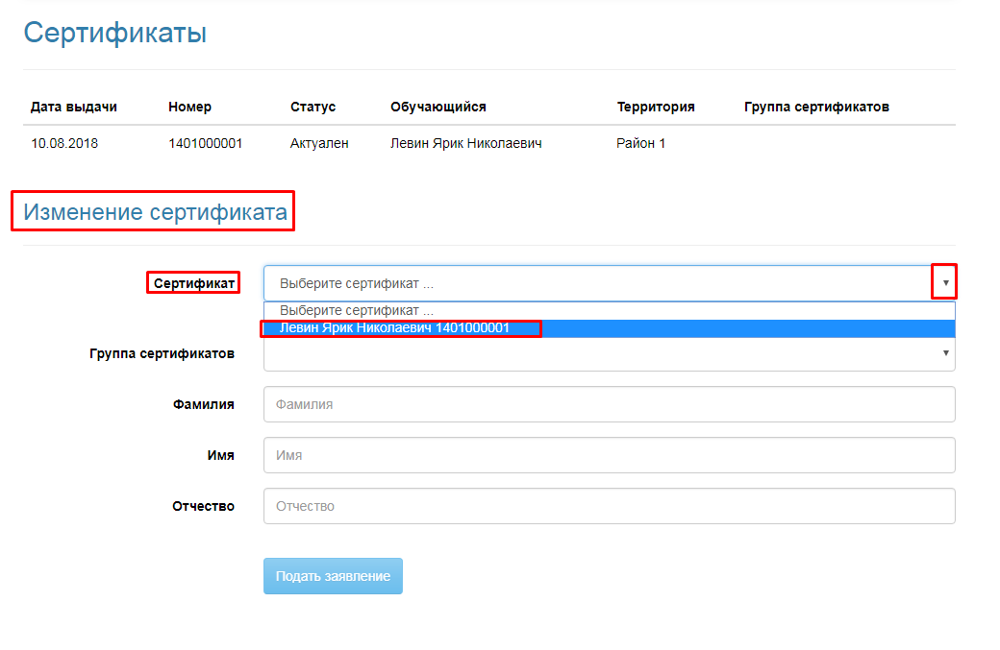 Сертификаты
Дата выдачи Номер Статус Обучающийся Территория Группа сертификатов
10.08.2018 1401000001 Актуален Левин Ярик Николаевич Район 1
Изменение сертификата
Сертификат Выберите сертификат ...
Выберите сертификат ...
Левин Ярик Николаевич 1401000001
Группа сертификатов
Фамилия Фамилия
Имя Имя
Отчество Отчество
Подать заявление